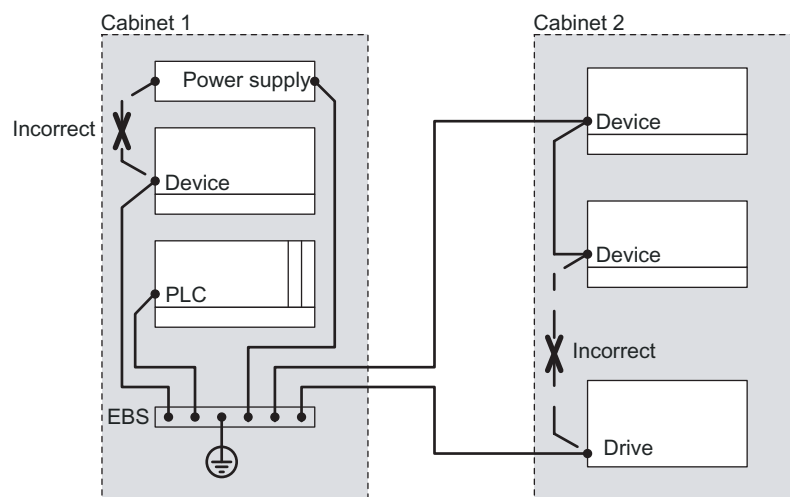 Cabinet 1
Cabinet 2
Power supply
Incorrect
Device
PLC
EBS
Device
Device
Incorrect
Drive